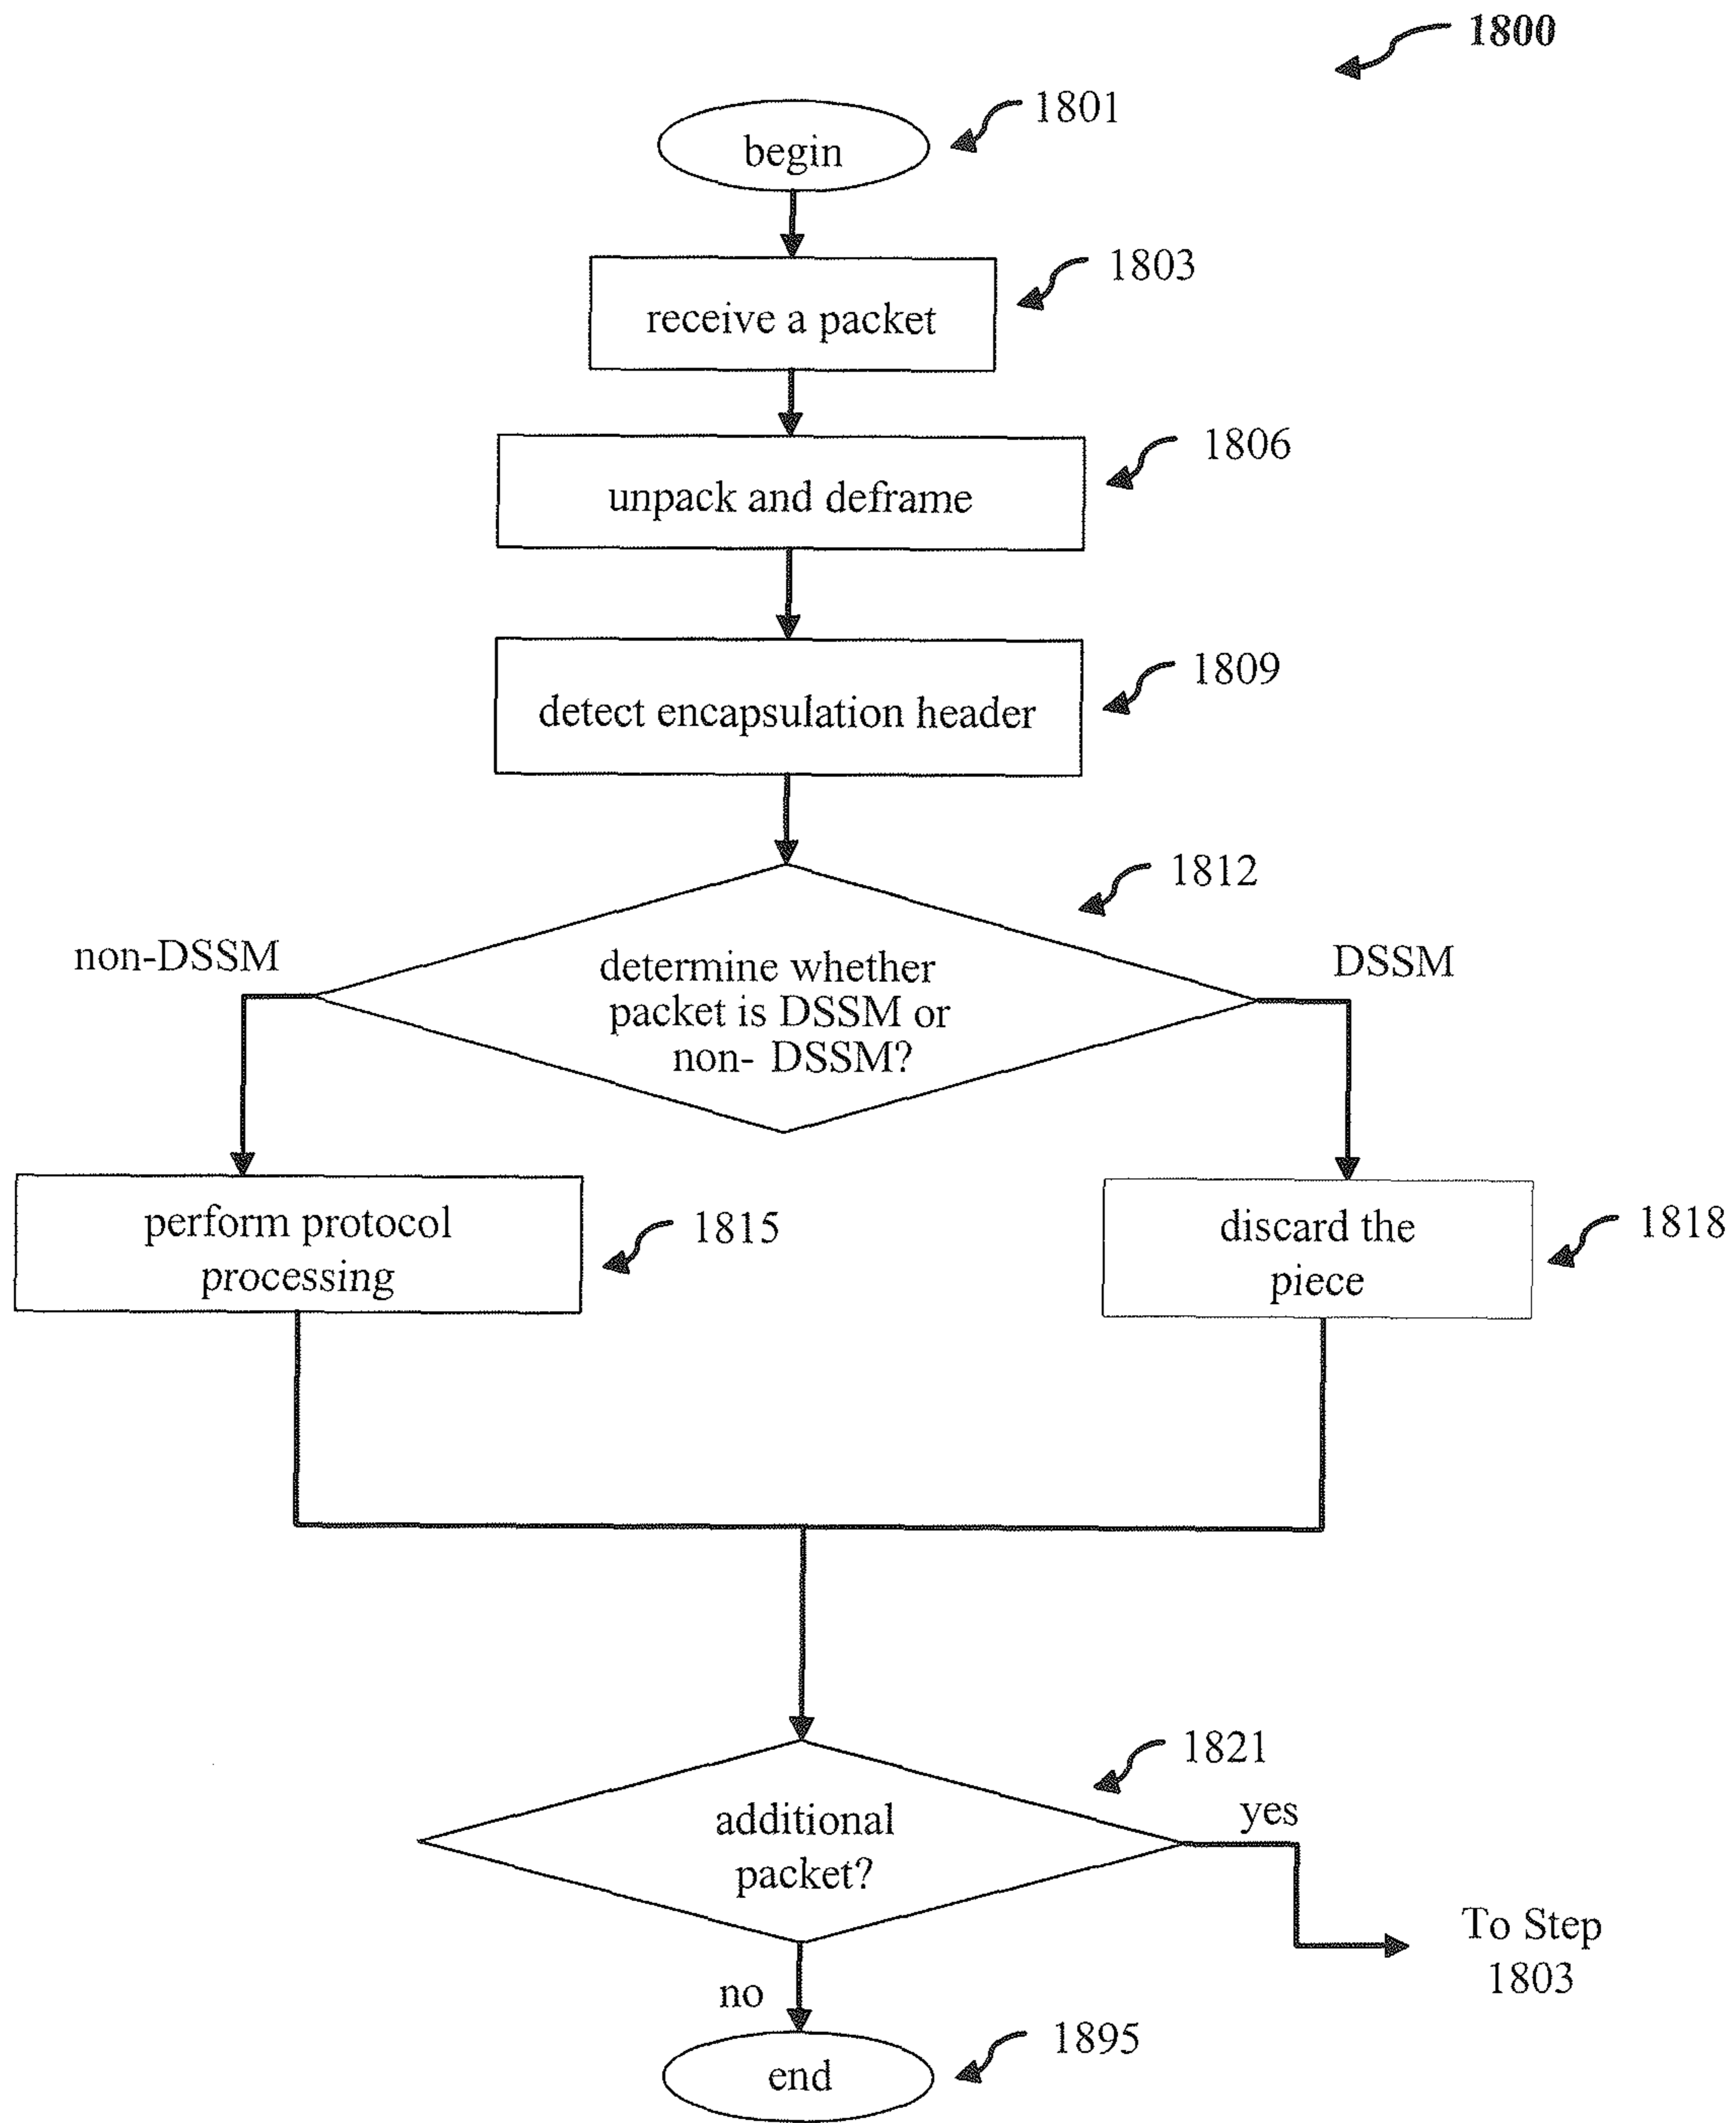 1800
1801
begin
1803
receive a packet
1806
unpack and deframe
1809
detect encapsulation header
1812
non-DSSM
DSSM
determine whether
packet is DSSM or
non- DSSM?
perform protocol
processing
1815
discard the
piece
1818
1821
additional
packet?
yes
To Step
1803
no
1895
end